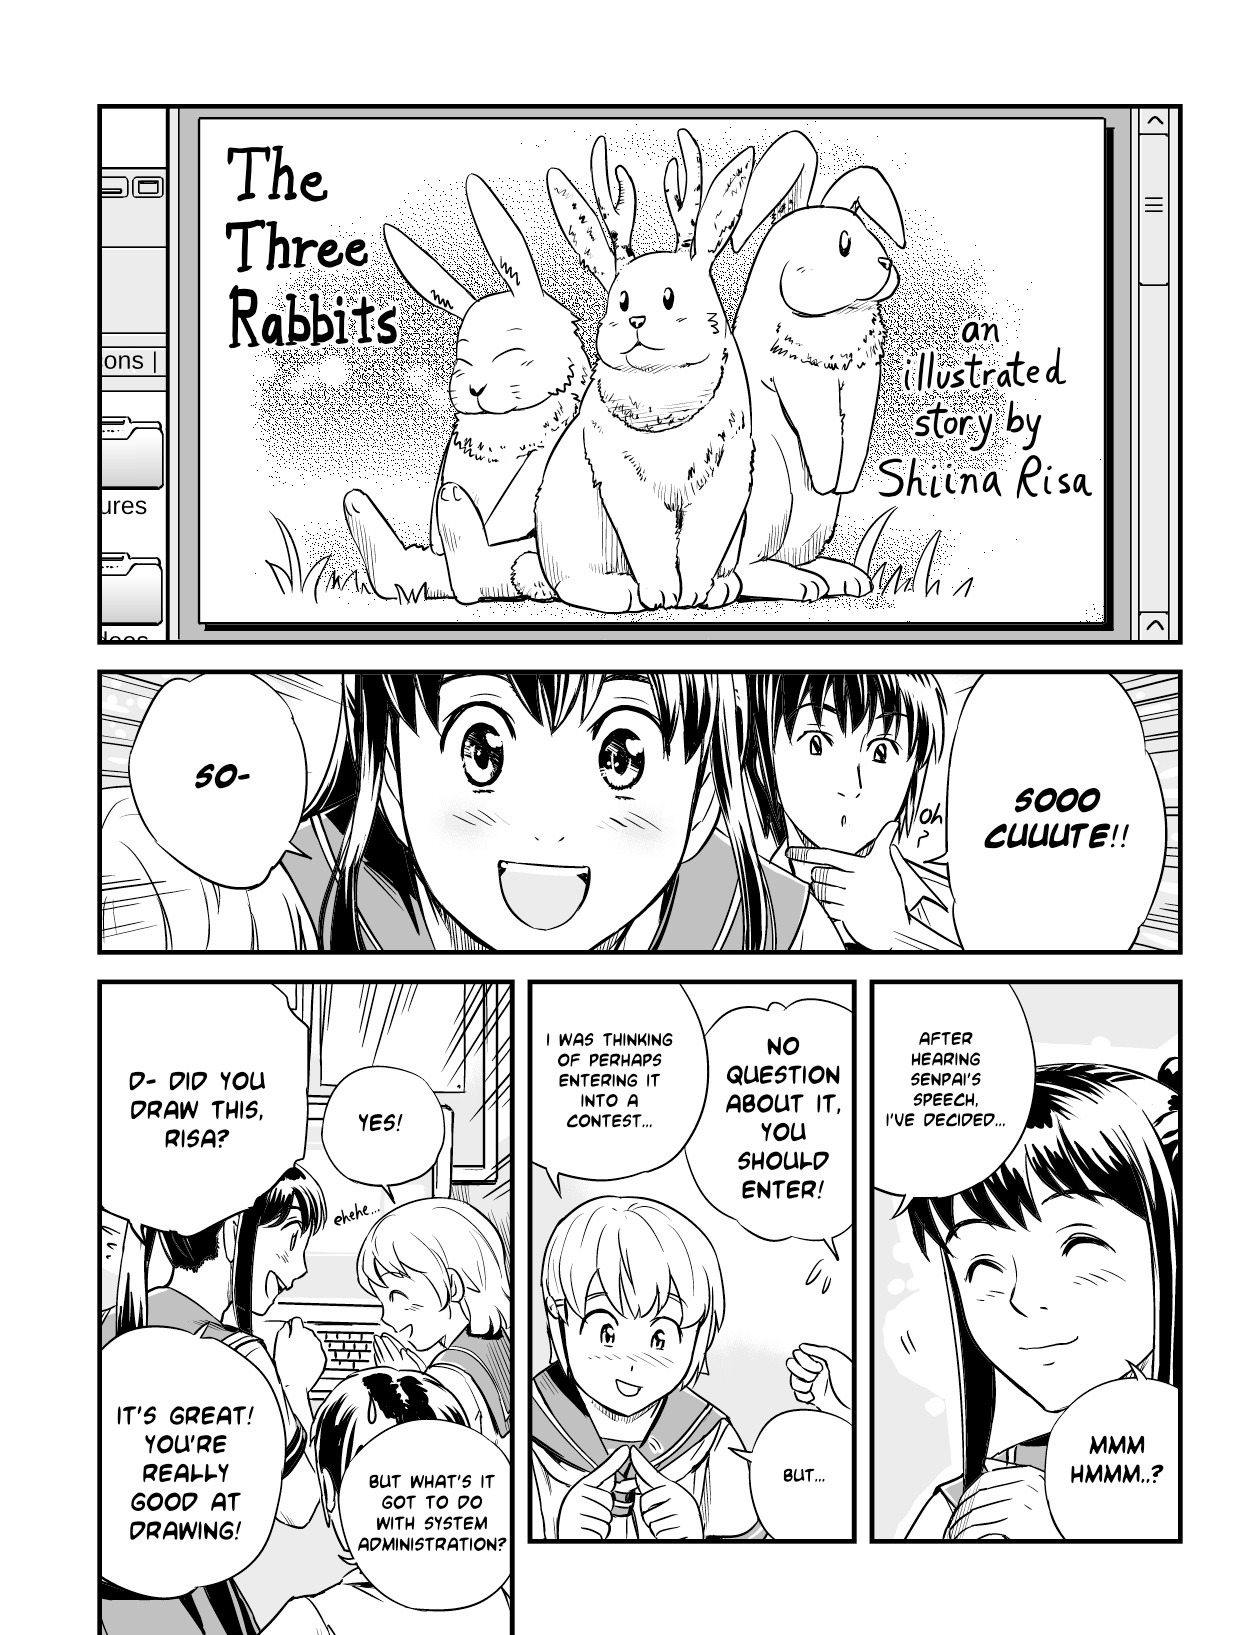 The
Three
Rabbits
an
illustrated
story by
Shiina Risa
ons |
ures
SO-
oh
?
SOOO
CUUUTE!!
D- DID YOU
DRAW THIS,
RISA?
YES!
ehehe...
IT'S GREAT!
YOU'RE
REALLY
GOOD AT
DRAWING!
BUT WHAT'S IT
GOT TO DO
WITH SYSTEM
ADMINISTRATION?
I WAS THINKING
OF PERHAPS
ENTERING IT
INTO A
CONTEST...
NO
QUESTION
ABOUT IT,
YOU
SHOULD
ENTER!
BUT...
AFTER
HEARING
SENPAI'S
SPEECH,
I'VE DECIDED...
MMM
HMMM..?